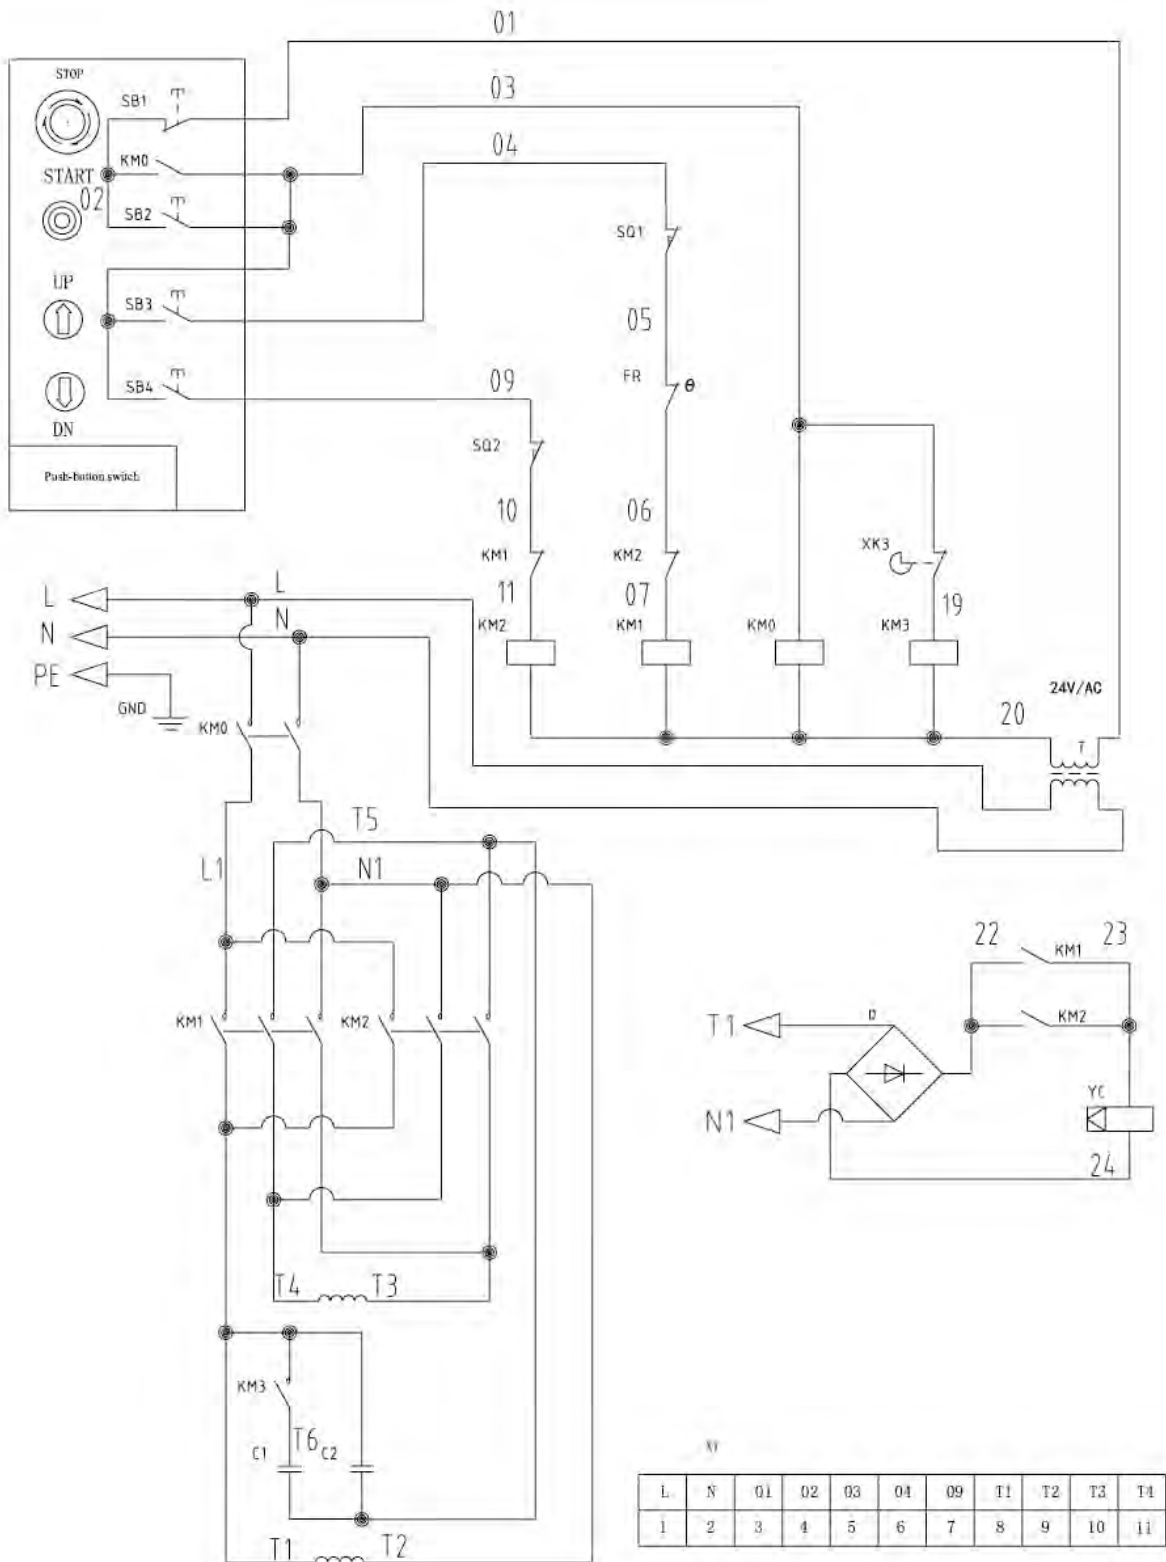 01
STOP
SB1
03
KM0
04
START
02
SB2
SQ1
UP
SB3
05
FR
θ
SB4
09
DN
SQ2
Push-button switch
10
06
KM1
KM2
XK3
L
L
11
07
19
N
N
KM2
KM1
KM0
KM3
PE
24V/AC
GND
KM0
20
T
T5
L1
N1
22
23
KM1
KM1
KM2
T1
D
KM2
YC
N1
24
T4
T3
KM3
T6
C1
C2
L N 01 02 03 04 09 T1 T2 T3 T4
1 2 3 4 5 6 7 8 9 10 11
T1
T2